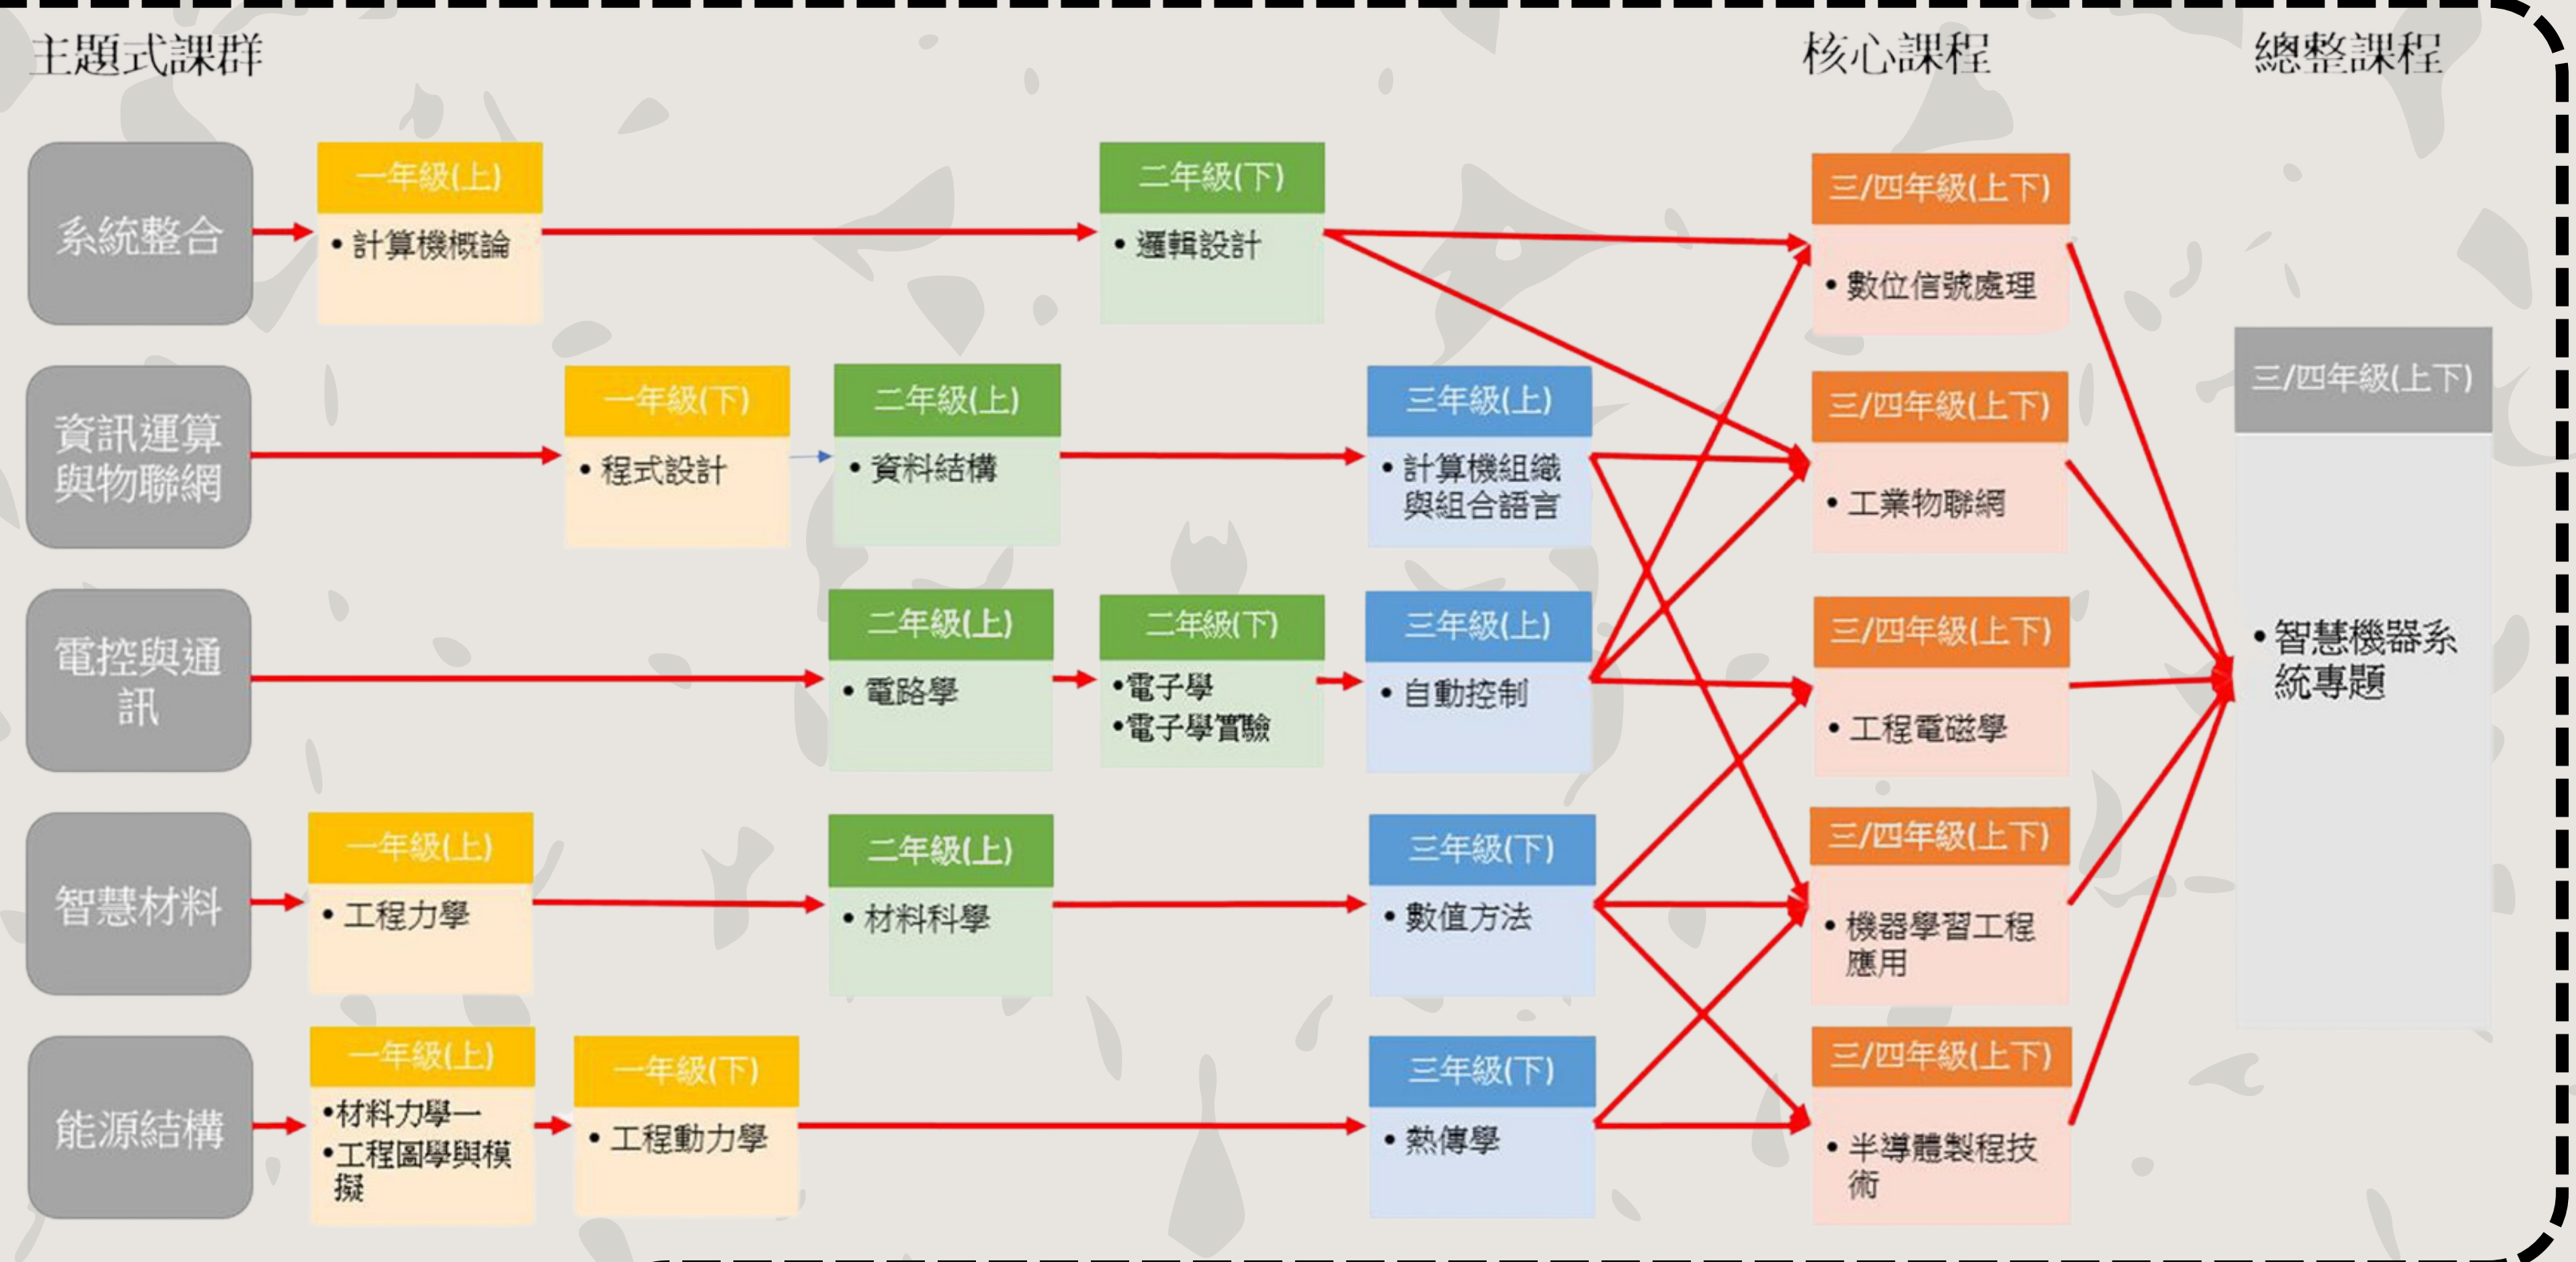 主題式課群
核心課程
總整課程
系統整合
一年級(上)
• 計算機概論
二年級(下)
• 邏輯設計
三/四年級(上下)
• 數位信號處理
資訊運算
與物聯網
一年級(下)
• 程式設計
二年級(上)
• 資料結構
三年級(上)
• 計算機組織
與組合語言
三/四年級(上下)
• 工業物聯網
電控與通
訊
二年級(上)
• 電路學
二年級(下)
•電子學
•電子學實驗
三年級(上)
• 自動控制
三/四年級(上下)
• 工程電磁學
智慧材料
一年級(上)
• 工程力學
二年級(上)
• 材料科學
三年級(下)
• 數值方法
三/四年級(上下)
• 機器學習工程
應用
能源結構
一年級(上)
•材料力學一
•工程圖學與模
擬
一年級(下)
• 工程動力學
三年級(下)
• 熱傳學
三/四年級(上下)
• 半導體製程技
術
三/四年級(上下)
• 智慧機器系
統專題